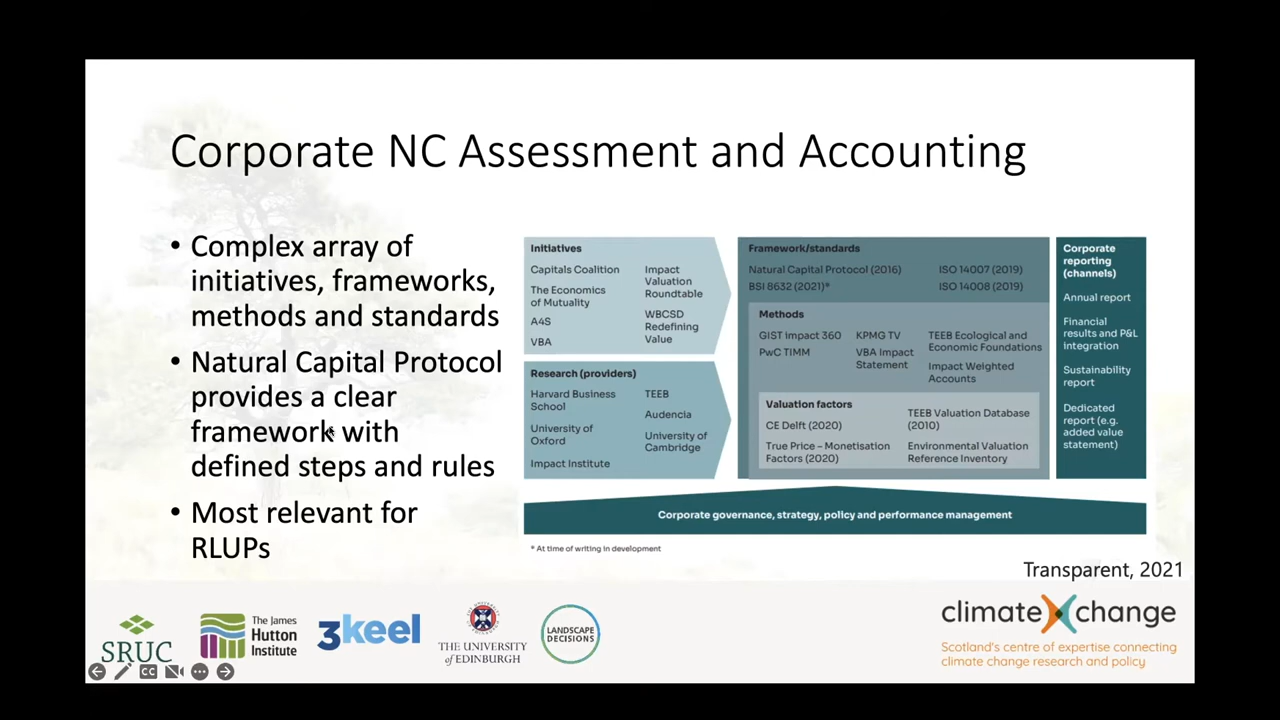 Corporate NC Assessment and Accounting
• Complex array of
initiatives, frameworks,
methods and standards
• Natural Capital Protocol
provides a clear
framework with
defined steps and rules
• Most relevant for
RLUPs
Initiatives
Capitals Coalition
The Economics
of Mutuality
A4S
VBA
Impact
Valuation
Roundtable
WBCSD
Redefining
Value
Research (providers)
Harvard Business
School
University of
Oxford
Impact Institute
TEEB
Audencia
University of
Cambridge
Framework/standards
Natural Capital Protocol (2016)
BSI 8632 (2021)*
ISO 14007 (2019)
ISO 14008 (2019)
Methods
GIST impact 360
PwC TIMM
KPMG TV
VBA Impact
Statement
TEEB Ecological and
Economic Foundations
Impact Weighted
Accounts
Valuation factors
CE Delft (2020)
True Price – Monetisation
Factors (2020)
TEEB Valuation Database
(2010)
Environmental Valuation
Reference Inventory
Corporate
reporting
(channels)
Annual report
Financial
results and P&L
integration
Sustainability
report
Dedicated
report (e.g.
added value
statement)
Corporate governance, strategy, policy and performance management
* At time of writing in development
Transparent, 2021
SRUC
The James
Hutton
Institute
3keel
THE UNIVERSITY
of EDINBURGH
LANDSCAPE
DECISIONS
climateXchange
Scotland's centre of expertise connecting
climate change research and policy
CC